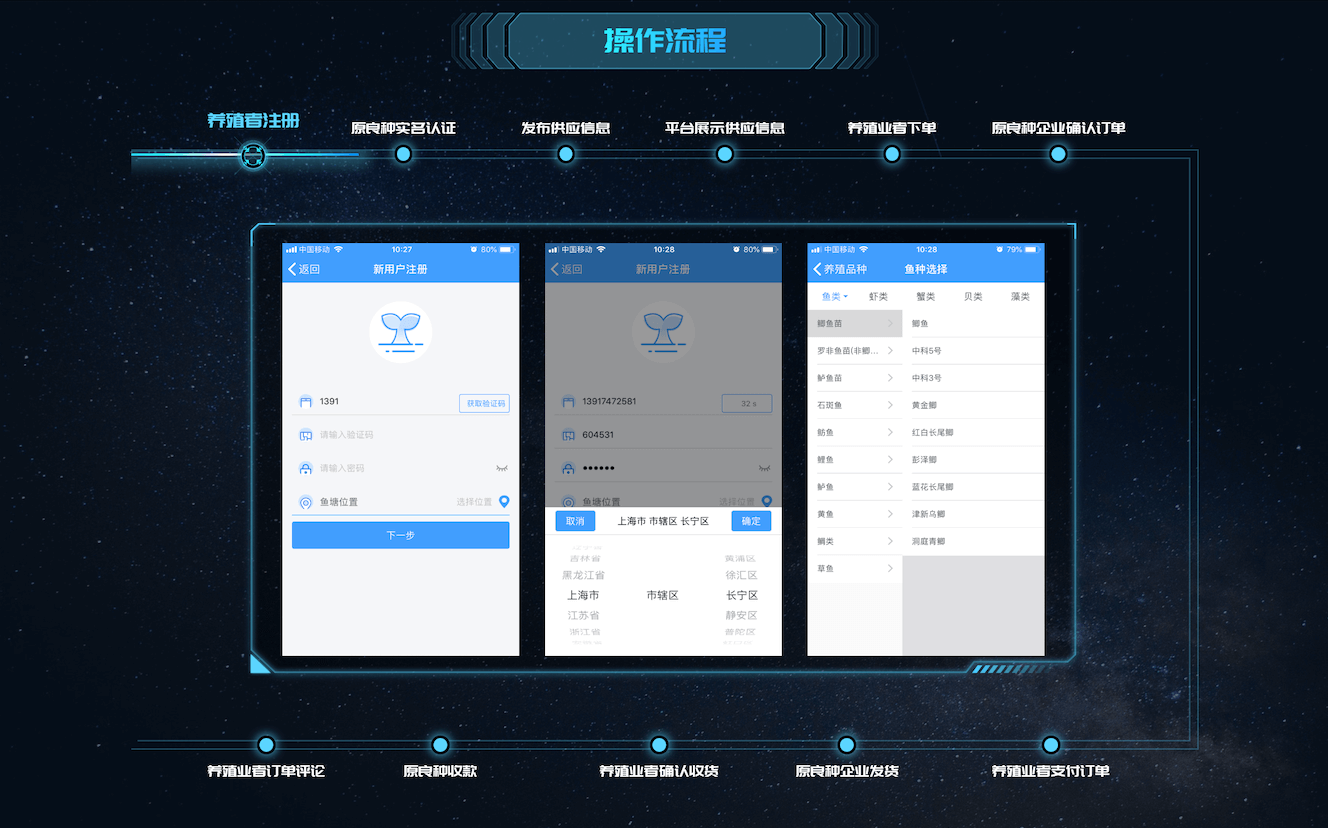 操作流程
养殖者注册
原良种实名认证
发布供应信息
平台展示供应信息
养殖业者下单
原良种企业确认订单
中国移动
10:27
80%
返回
新用户注册
1391
获取验证码
请输入验证码
请输入密码
鱼塘位置
选择位置
下一步
中国移动
10:28
80%
返回
新用户注册
13917472581
32 s
604531
••••••
鱼塘位置
选择位置
取消
上海市 市辖区 长宁区
确定
吉林省
黄浦区
黑龙江省
徐汇区
上海市
市辖区
长宁区
江苏省
静安区
浙江省
普陀区
中国移动
10:28
79%
养殖品种
鱼种选择
鱼类
虾类
蟹类
贝类
藻类
鲫鱼苗
鲫鱼
罗非鱼苗(非鲫...
中科5号
鲈鱼苗
中科3号
石斑鱼
黄金鲫
鲂鱼
红白长尾鲫
鲤鱼
彭泽鲫
鲈鱼
蓝花长尾鲫
黄鱼
津新乌鲫
鲷类
洞庭青鲫
草鱼
养殖业者订单评论
原良种收款
养殖业者确认收货
原良种企业发货
养殖业者支付订单